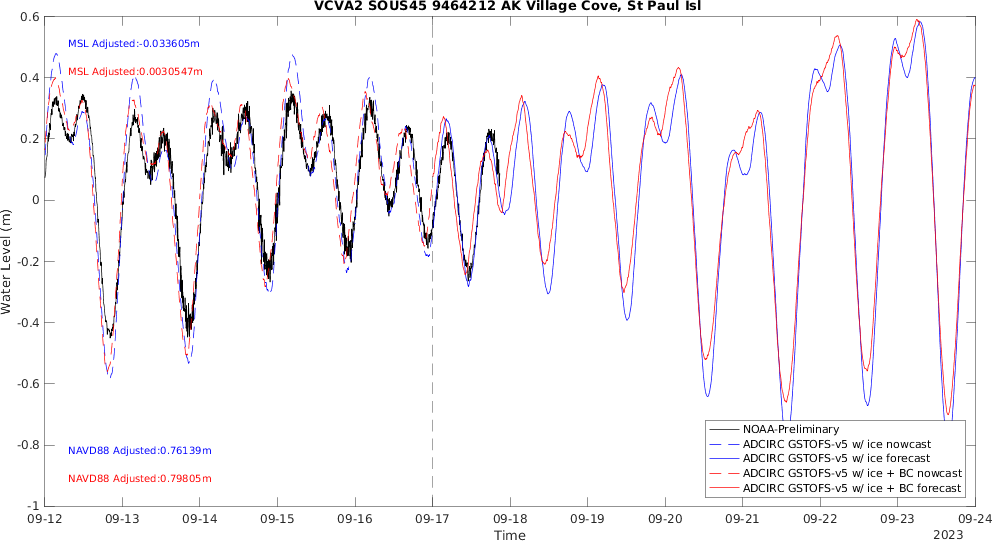 VCVA2 SOUS45 9464212 AK Village Cove, St Paul Isl
0.6
0.4
0.2
0
-0.2
-0.4
-0.6
-0.8
-1
Water Level (m)
MSL Adjusted:-0.033605m
MSL Adjusted:0.0030547m
NAVD88 Adjusted:0.76139m
NAVD88 Adjusted:0.79805m
NOAA-Preliminary
ADCIRC GSTOFS-v5 w/ ice nowcast
ADCIRC GSTOFS-v5 w/ ice forecast
ADCIRC GSTOFS-v5 w/ ice + BC nowcast
ADCIRC GSTOFS-v5 w/ ice + BC forecast
09-12 09-13 09-14 09-15 09-16 09-17 09-18 09-19 09-20 09-21 09-22 09-23 09-24
Time
2023